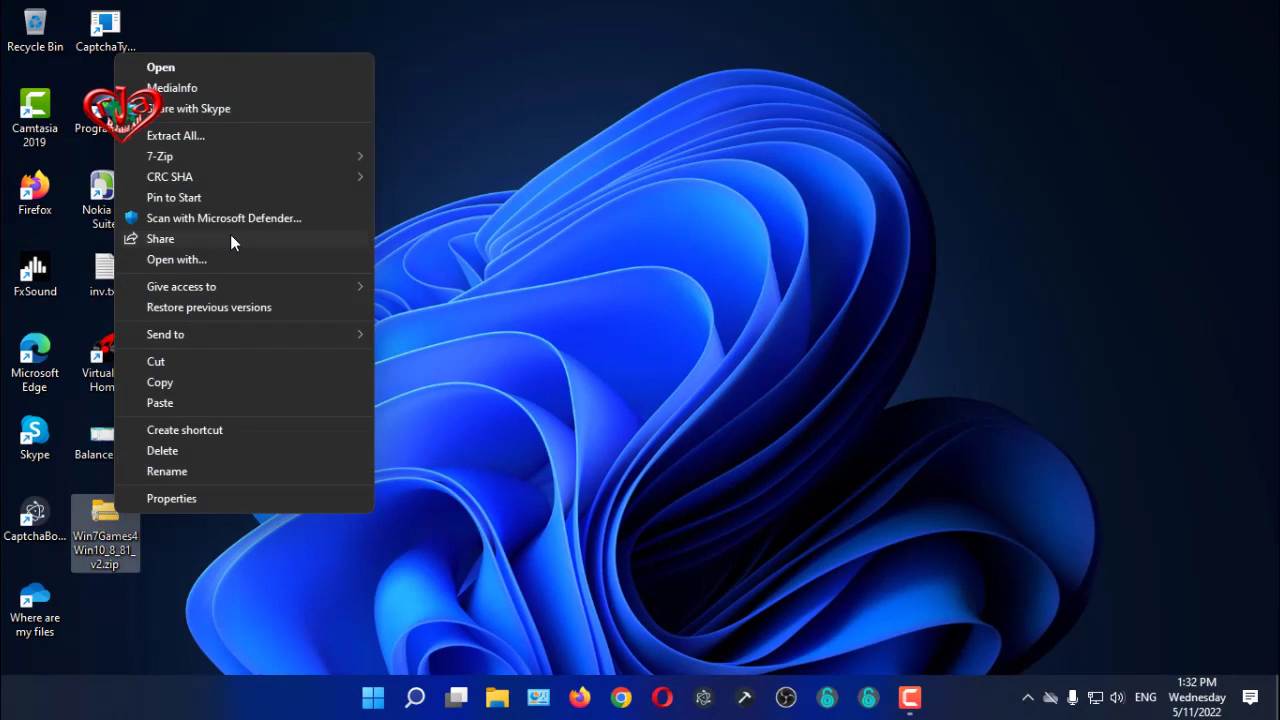 Recycle Bin
CaptchaTy...
Camtasia
2019
Firefox
FxSound
inv.
Microsoft
Edge
Skype
Balance
CaptchaBo...
Win7Games4
Win10_8_81_
v2.zip
Where are
my files
Open
MediaInfo
with Skype
Extract All...
7-Zip
CRC SHA
Pin to Start
Scan with Microsoft Defender...
Share
Open with...
Give access to
Restore previous versions
Send to
Cut
Copy
Paste
Create shortcut
Delete
Rename
Properties
Nokia
Suite
Virtual
Hom
Progra
ENG
1:32 PM
Wednesday
5/11/2022